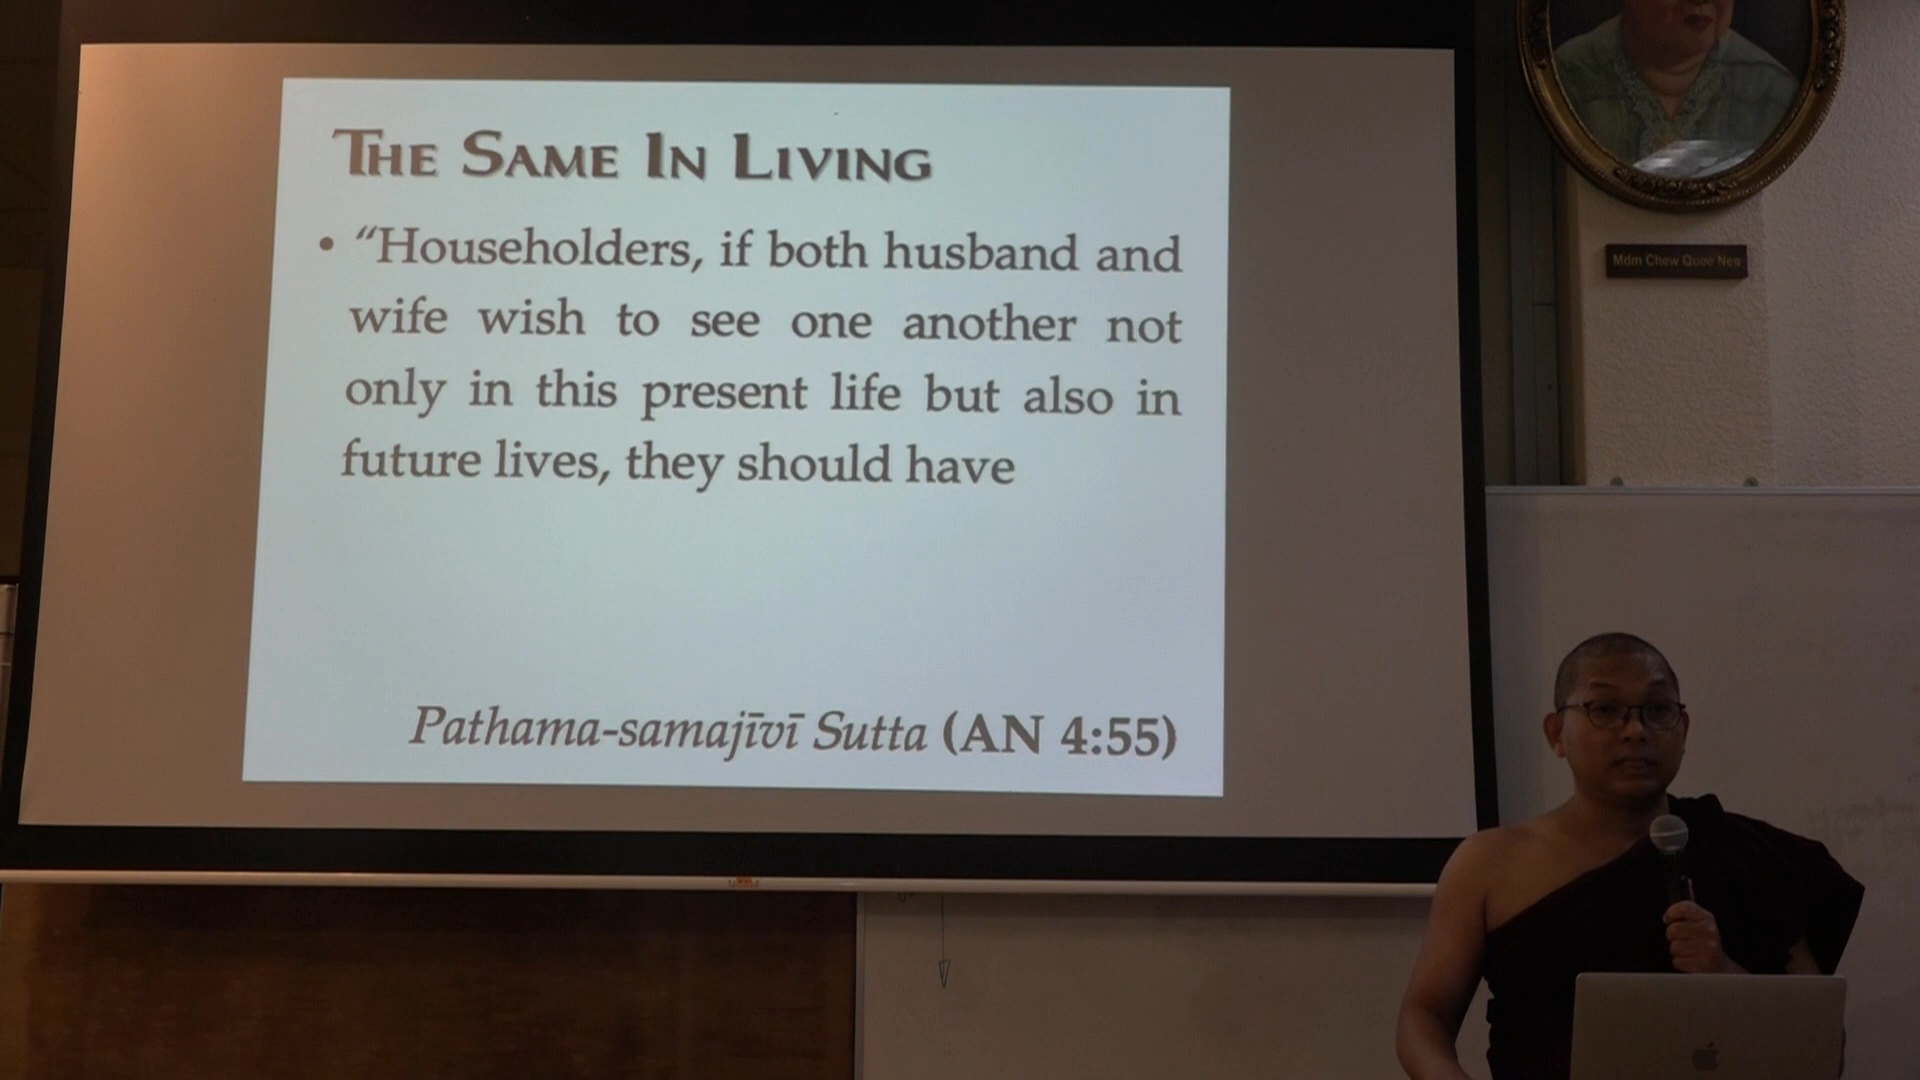 THE SAME IN LIVING
• “Householders, if both husband and
wife wish to see one another not
only in this present life but also in
future lives, they should have
Pathama-samajīvī Sutta (AN 4:55)
Mdm Chew Quee Neo